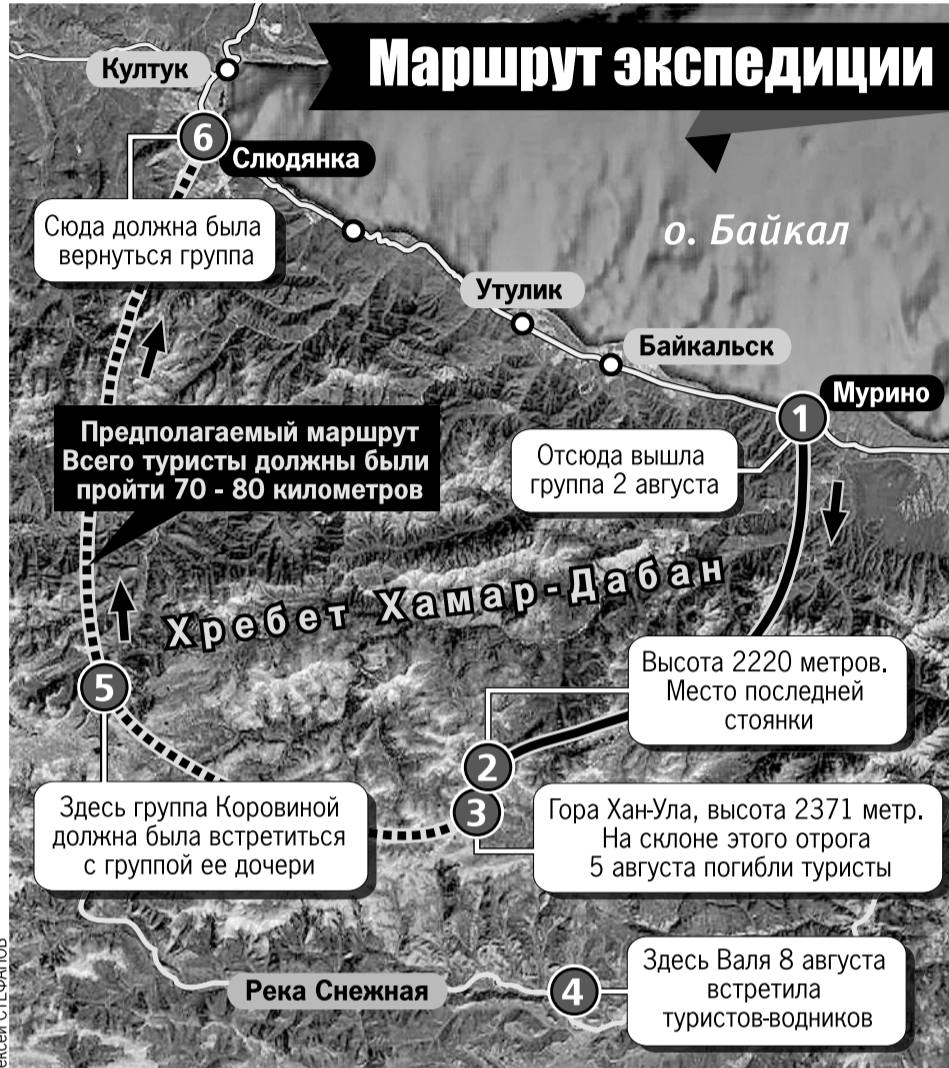 Маршрут экспедиции
Култук
6
Слюдянка
Сюда должна была
вернуться группа
о. Байкал
Утулик
Байкальск
Мурино
1
Отсюда вышла
группа 2 августа
Предполагаемый маршрут
Всего туристы должны были
пройти 70 - 80 километров
Хребет Хамар-Дабан
5
Высота 2220 метров.
Место последней
стоянки
2
3
Здесь группа Коровиной
должна была встретиться
с группой ее дочери
Гора Хан-Ула, высота 2371 метр.
На склоне этого отрога
5 августа погибли туристы
Река Снежная
4
Здесь Валя 8 августа
встретила
туристов-водников
СТЕФАНОВ